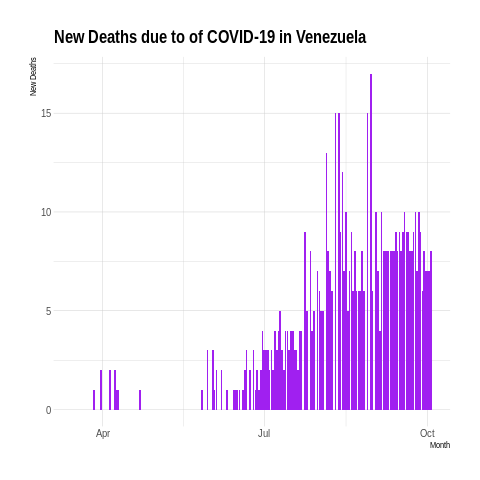 New Deaths due to of COVID-19 in Venezuela
New Deaths
15
10
5
0
Apr
Jul
Oct
Month